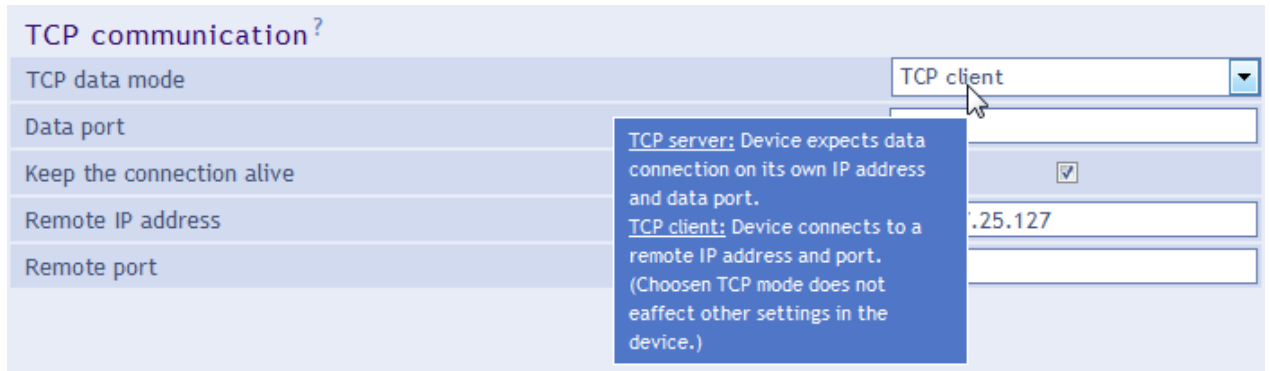 TCP communication?
TCP data mode
TCP client
Data port
TCP server: Device expects data
connection on its own IP address
and data port.
TCP client: Device connects to a
remote IP address and port.
(Choosen TCP mode does not
eaffect other settings in the
device.)
Keep the connection alive
Remote IP address
.25.127
Remote port